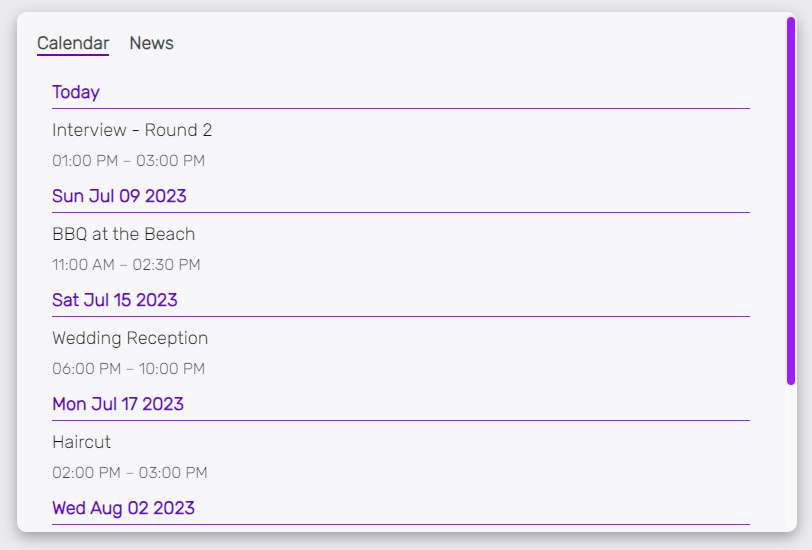 Calendar News
Today
Interview - Round 2
01:00 PM – 03:00 PM
Sun Jul 09 2023
BBQ at the Beach
11:00 AM – 02:30 PM
Sat Jul 15 2023
Wedding Reception
06:00 PM – 10:00 PM
Mon Jul 17 2023
Haircut
02:00 PM – 03:00 PM
Wed Aug 02 2023